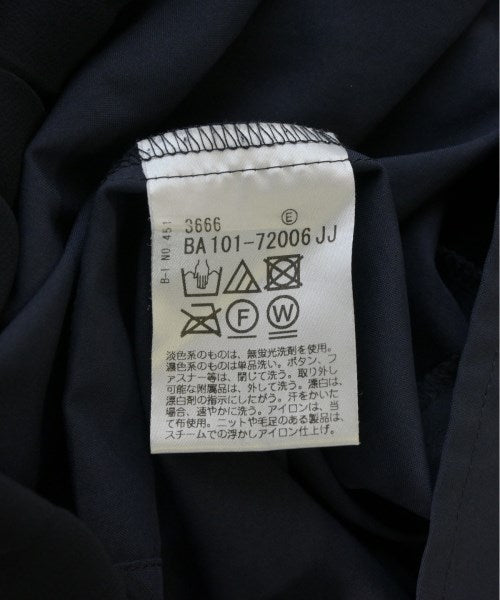 3666 Ⓔ
BA101-72006JJ
B-I NO.451
F W
淡色系のものは、無蛍光洗剤を使用。
濃色系のものは単品洗い。ボタン、フ
ァスナー等は、閉じて洗う。取り外し
可能な附属品は、外して洗う。漂白は、
漂白剤の指示にしたがう。汗をかいた
場合、速やかに洗う。アイロンは、当
て布使用。ニットや毛足のある製品は、
スチームでの浮かしアイロン仕上げ。